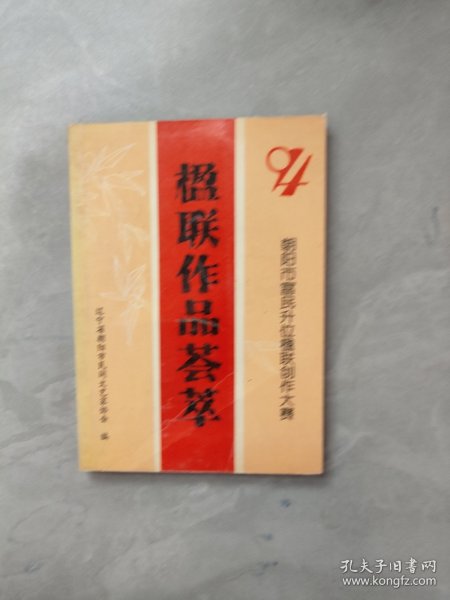 朝阳市富民升位楹联创作大赛
楹联作品荟萃
辽宁省朝阳市民间文艺家协会 编
孔夫子旧书网
www.kongfz.com